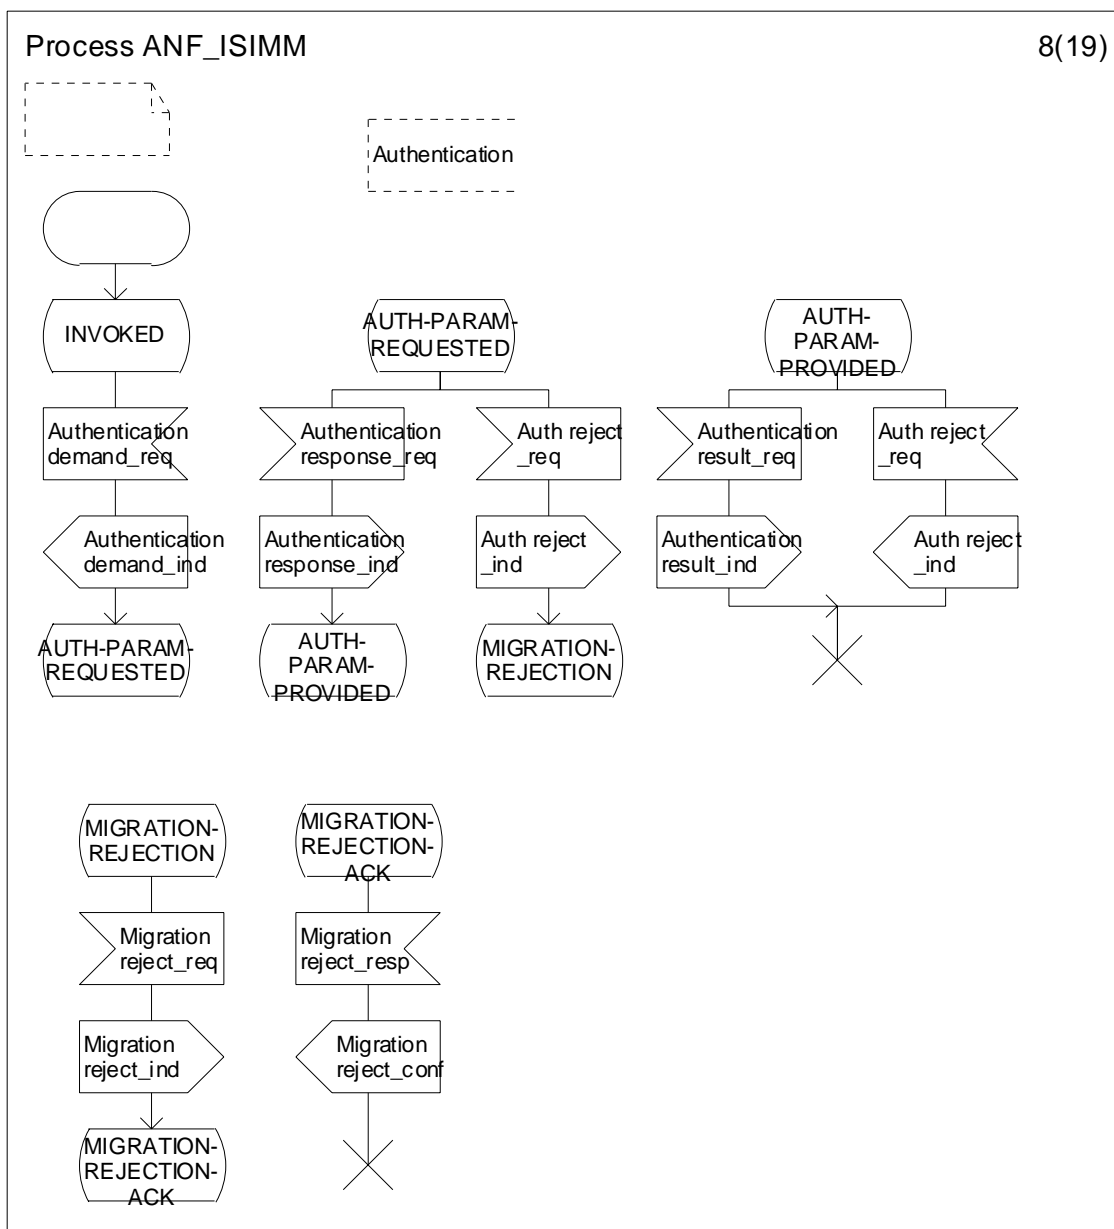 Process ANF_ISIMM
8(19)
Authentication
INVOKED
AUTH-PARAM-
REQUESTED
AUTH-
PARAM-
PROVIDED
Authentication
demand_req
Authentication
response_req
Auth reject
_req
Authentication
result_req
Auth reject
_req
Authentication
demand_ind
Authentication
response_ind
Auth reject
_ind
Authentication
result_ind
Auth reject
_ind
AUTH-PARAM-
REQUESTED
AUTH-
PARAM-
PROVIDED
MIGRATION-
REJECTION
MIGRATION-
REJECTION
MIGRATION-
REJECTION-
ACK
Migration
reject_req
Migration
reject_resp
Migration
reject_ind
Migration
reject_conf
MIGRATION-
REJECTION-
ACK